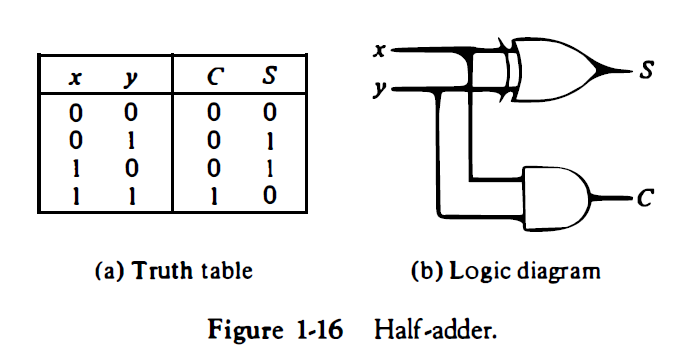 x y C S
0 0 0 0
0 1 0 1
1 0 0 1
1 1 1 0
(a) Truth table
x
y
S
C
(b) Logic diagram
Figure 1-16 Half-adder.